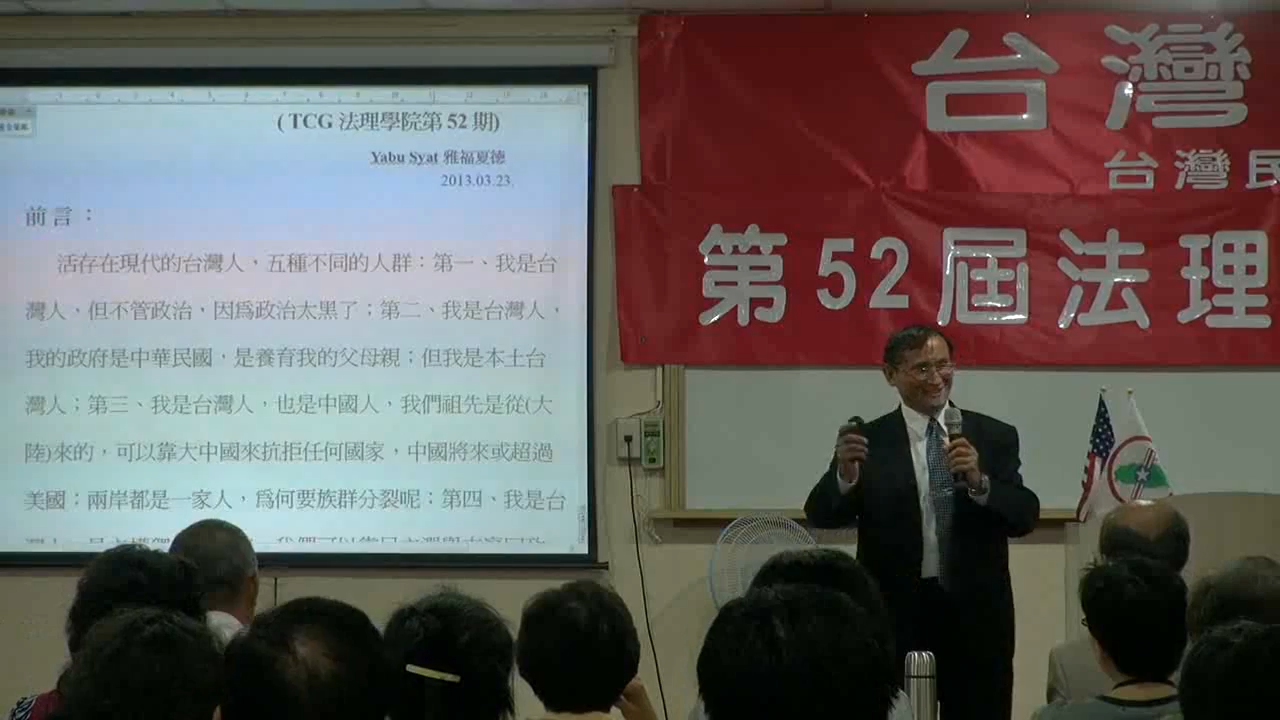 ( TCG 法理學院第 52 期)
Yabu Syat 雅福夏德
2013.03.23.
前言：
活存在現代的台灣人，五種不同的人群：第一、我是台
灣人，但不管政治，因為政治太黑了；第二、我是台灣人，
我的政府是中華民國，是養育我的父母親；但我是本土台
灣人；第三、我是台灣人，也是中國人，我們祖先是從(大
陸)來的，可以靠大中國來抗拒任何國家，中國將來或超過
美國；兩岸都是一家人，為何要族群分裂呢；第四、我是台
台灣
台灣民
第52屆法理